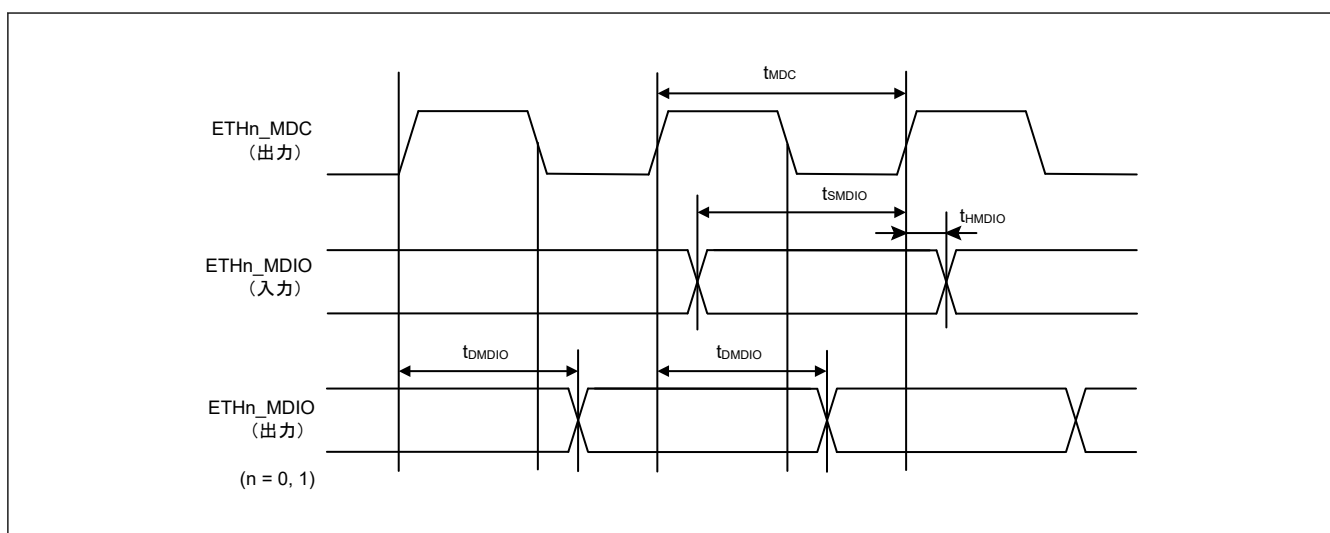 tMDC
ETHn_MDC
（出力）
tSMDIO
tHMDIO
ETHn_MDIO
（入力）
tDMDIO
tDMDIO
ETHn_MDIO
（出力）
(n = 0, 1)